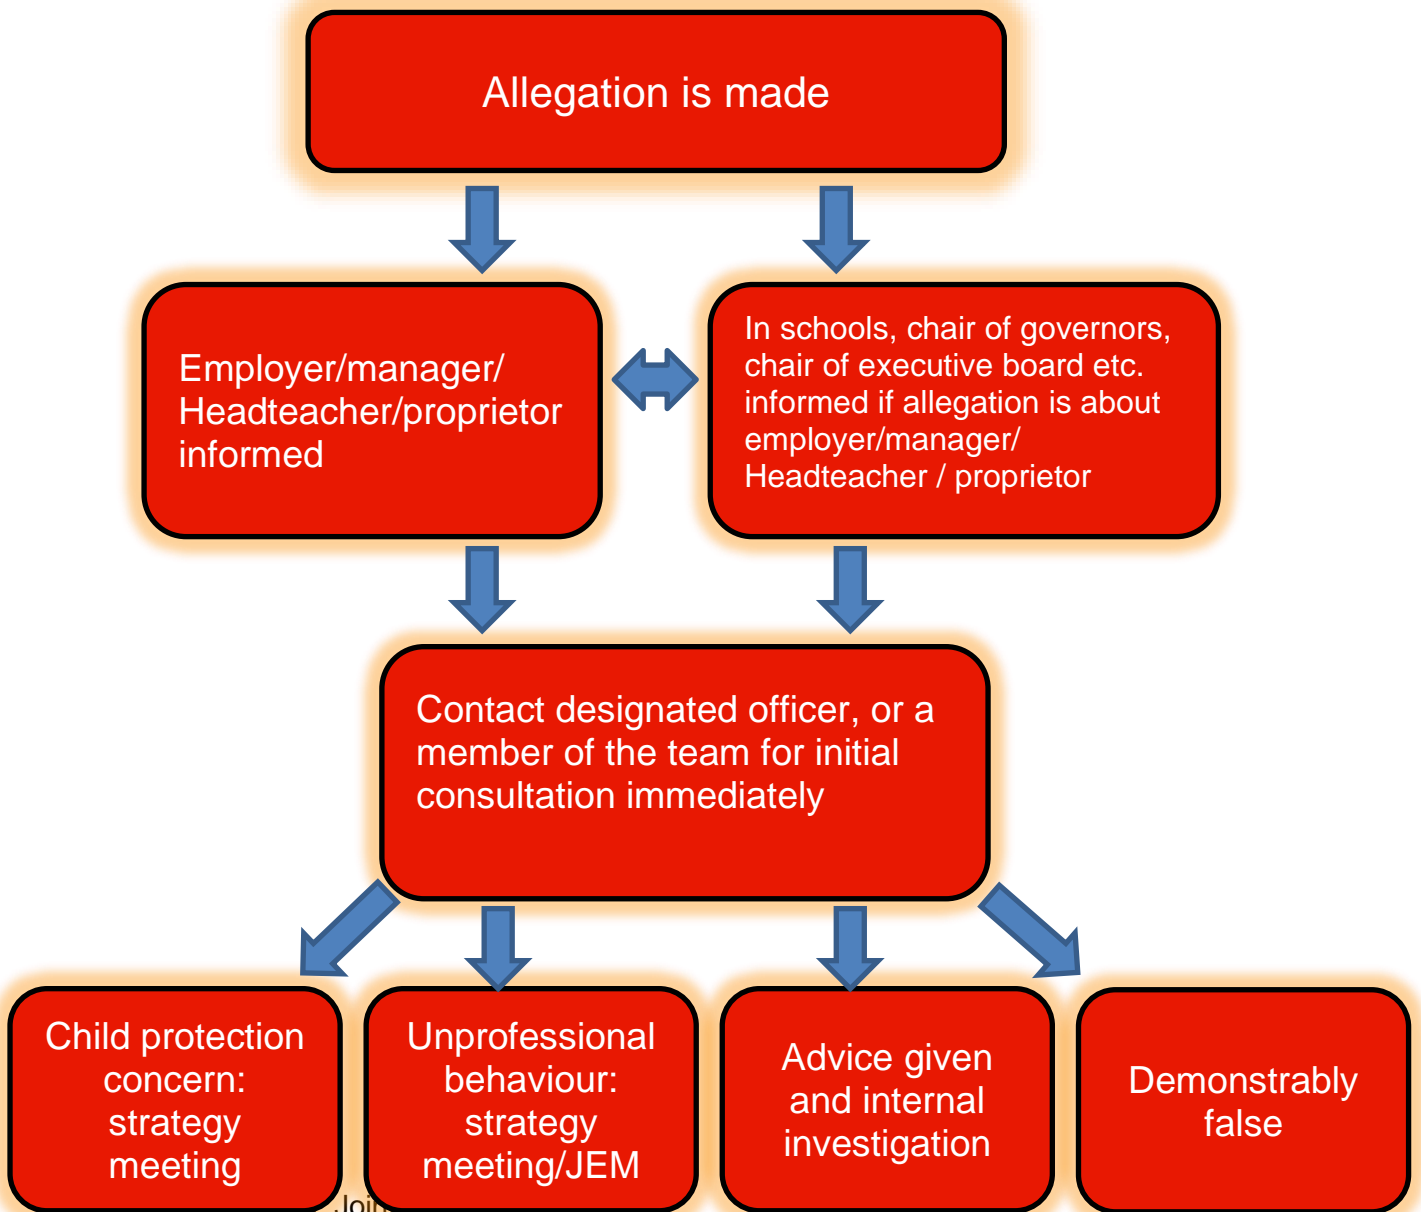 Allegation is made
Employer/manager/
Headteacher/proprietor
informed
In schools, chair of governors,
chair of executive board etc.
informed if allegation is about
employer/manager/
Headteacher / proprietor
Contact designated officer, or a
member of the team for initial
consultation immediately
Child protection
concern:
strategy
meeting
Unprofessional
behaviour:
strategy
meeting/JEM
Advice given
and internal
investigation
Demonstrably
false